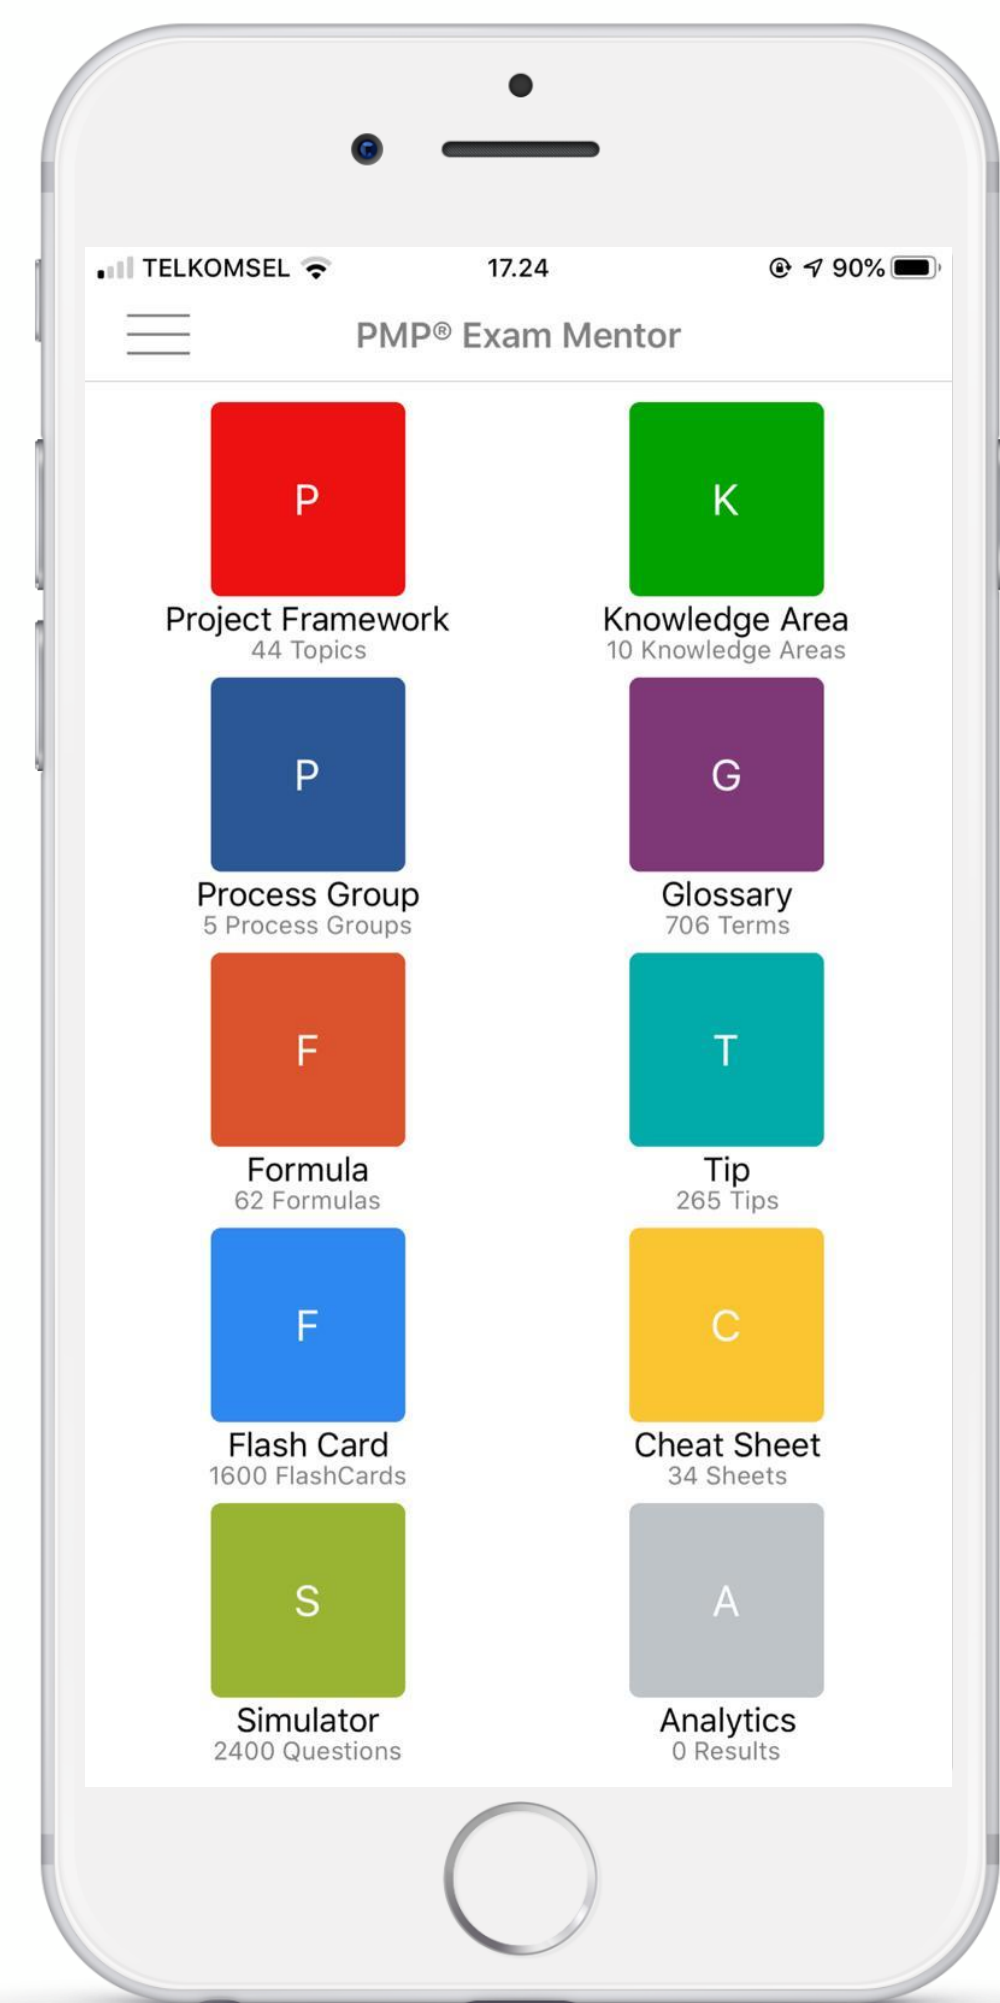 TELKOMSEL 17.24 90%
PMP® Exam Mentor
P K
Project Framework Knowledge Area
44 Topics 10 Knowledge Areas
P G
Process Group Glossary
5 Process Groups 706 Terms
F T
Formula Tip
62 Formulas 265 Tips
F C
Flash Card Cheat Sheet
1600 FlashCards 34 Sheets
S A
Simulator Analytics
2400 Questions 0 Results